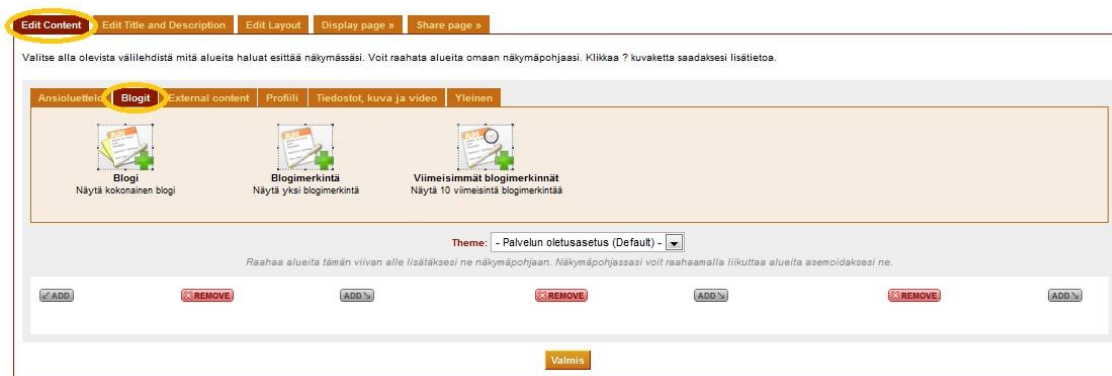 Edit Content Edit Title and Description Edit Layout Display page » Share page »
Valitse alla olevista välilehdistä mitä alueita haluat esittää näkymässäsi. Voit raahata alueita omaan näkymäpohjaasi. Klikkaa ? kuvaketta saadaksesi lisätietoa.
Ansioluettelo Blogit External content Profiili Tiedostot, kuva ja video Yleinen
Blogi Blogimerkintä Viimeisimmät blogimerkinnät
Näytä kokonainen blogi Näytä yksi blogimerkintä Näytä 10 viimeisintä blogimerkintää
Theme: - Palvelun oletusasetus (Default) -
Raahaa alueita tämän viivan alle lisätäksesi ne näkymäpohjaan. Näkymäpohjassasi voit raahaamalla liikuttaa alueita asemoidaksesi ne.
ADD REMOVE ADD REMOVE ADD REMOVE ADD
Valmis